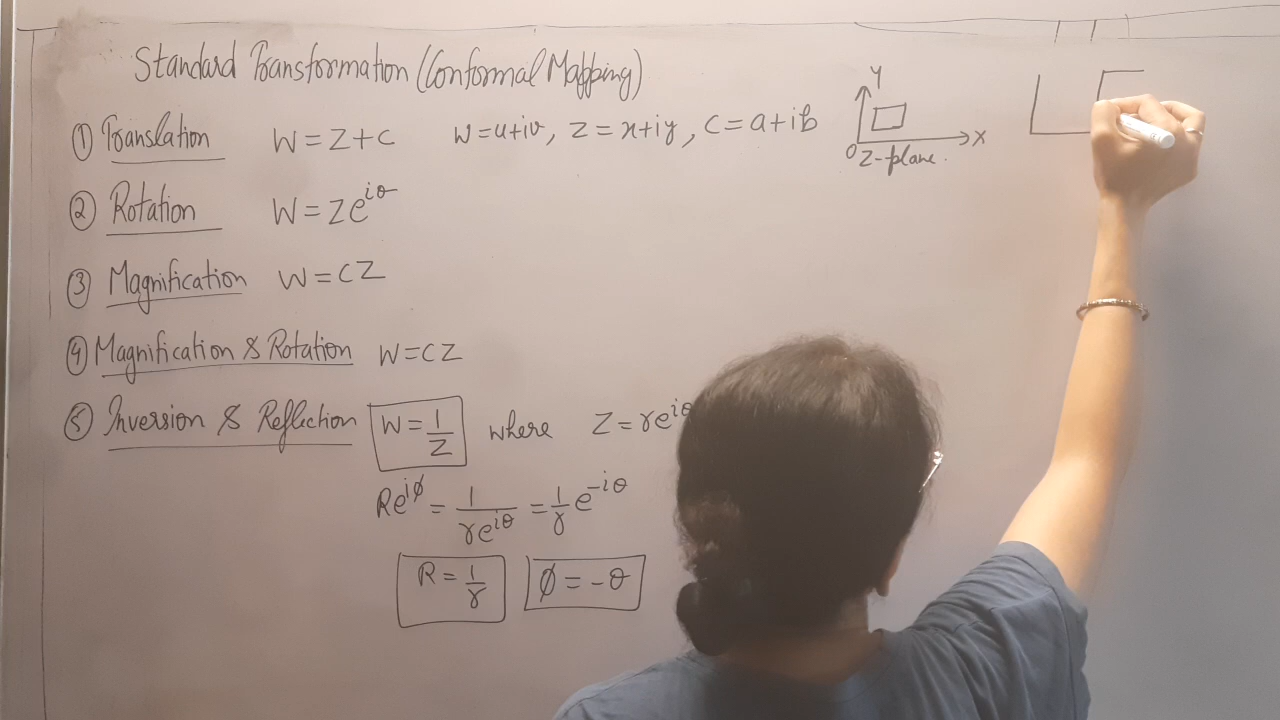 Standard Transformation (Conformal Mapping)
① Translation W = Z + C W = u + iv, Z = x + iy, C = a + ib
Y
X
O
Z-plane.
② Rotation W = Ze^{iθ}
③ Magnification W = CZ
④ Magnification & Rotation W = CZ
⑤ Inversion & Reflection W = 1/Z where Z = re^{iθ}
Re^{iφ} = 1/(re^{iθ}) = 1/r e^{-iθ}
R = 1/r φ = -θ